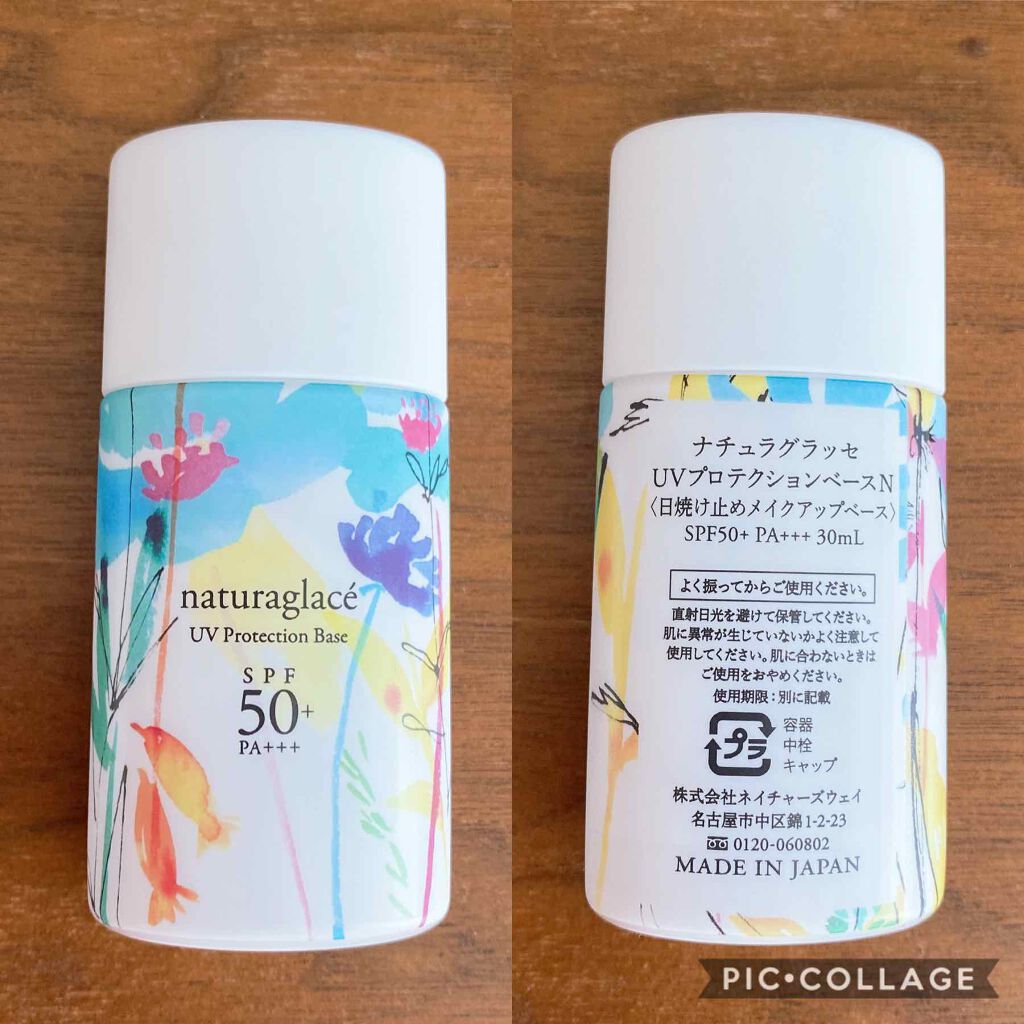 naturaglacé
UV Protection Base
SPF
50+
PA+++
ナチュラグラッセ
UVプロテクションベースN
〈日焼け止めメイクアップベース〉
SPF50+ PA+++ 30mL
よく振ってからご使用ください。
直射日光を避けて保管してください。
肌に異常が生じていないかよく注意して
使用してください。肌に合わないときは
ご使用をおやめください。
使用期限：別に記載
プラ
容器
中栓
キャップ
株式会社ネイチャーズウェイ
名古屋市中区錦1-2-23
0120-060802
MADE IN JAPAN
PIC•COLLAGE